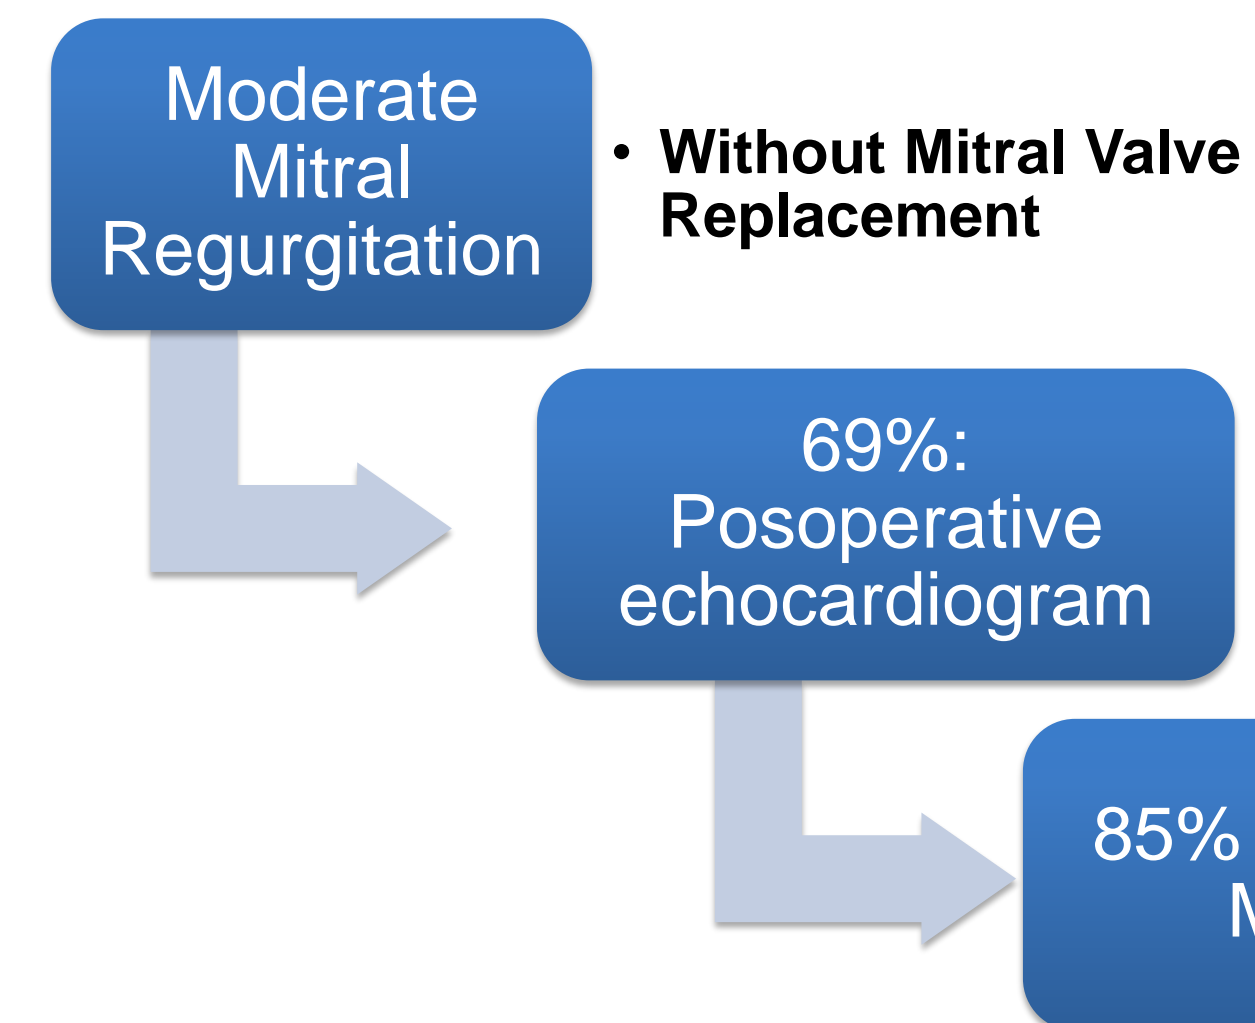 Moderate
Mitral
Regurgitation
• Without Mitral Valve
Replacement
69%:
Posoperative
echocardiogram
85%